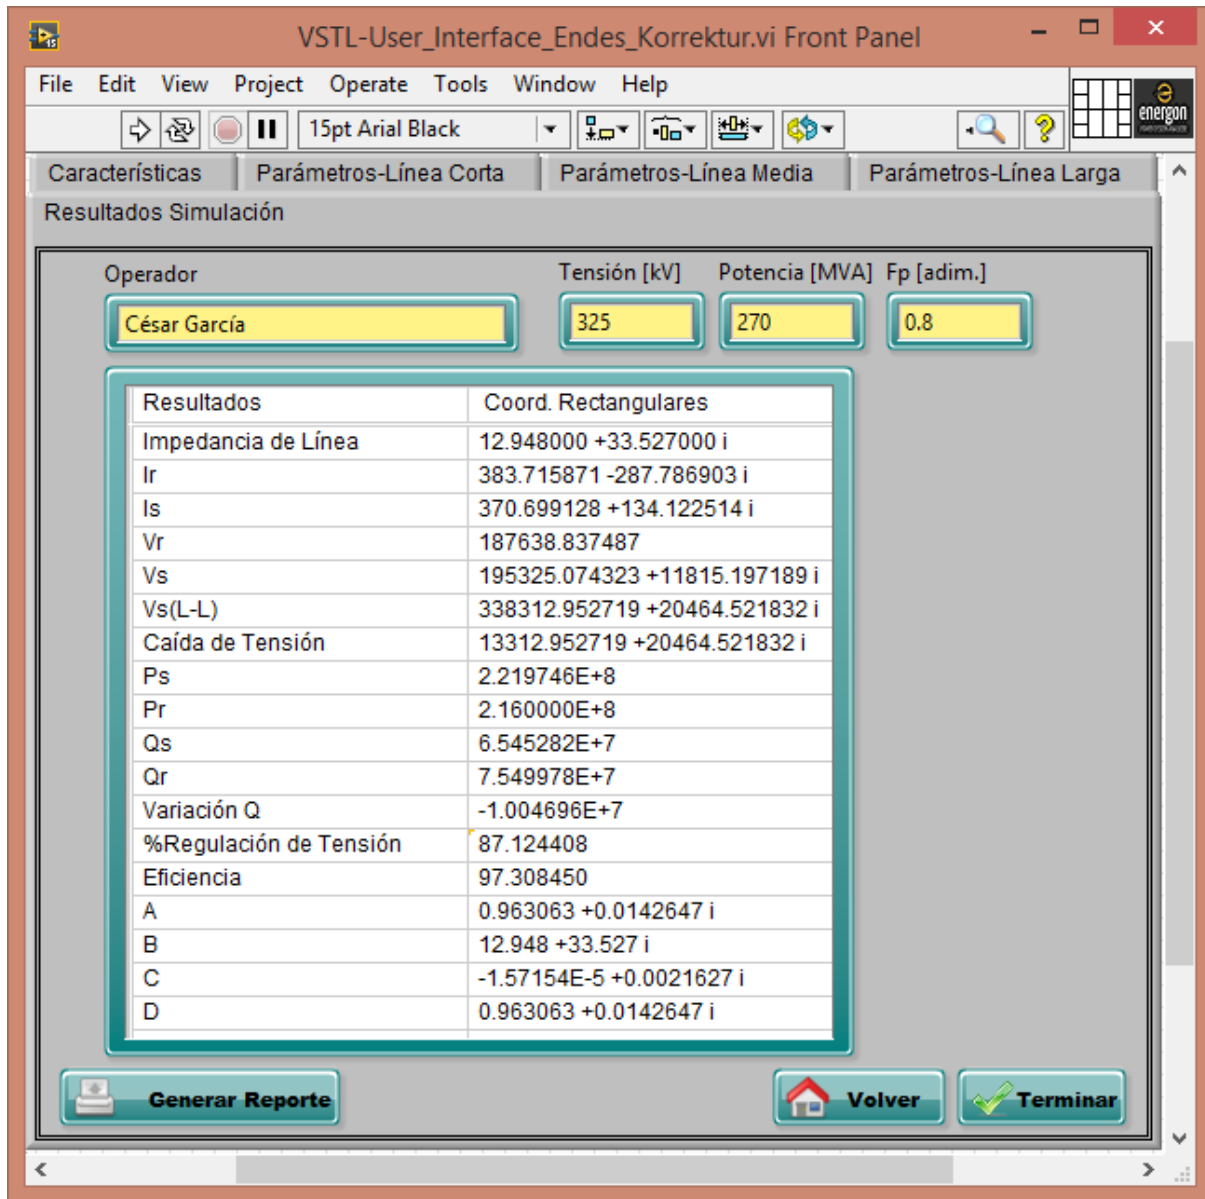 VSTL-User_Interface_Endes_Korrektur.vi Front Panel
File Edit View Project Operate Tools Window Help
15pt Arial Black
energon
Características Parámetros-Línea Corta Parámetros-Línea Media Parámetros-Línea Larga
Resultados Simulación
Operador Tensión [kV] Potencia [MVA] Fp [adim.]
César García 325 270 0.8
Resultados Coord. Rectangulares
Impedancia de Línea 12.948000 +33.527000 i
Ir 383.715871 -287.786903 i
Is 370.699128 +134.122514 i
Vr 187638.837487
Vs 195325.074323 +11815.197189 i
Vs(L-L) 338312.952719 +20464.521832 i
Caída de Tensión 13312.952719 +20464.521832 i
Ps 2.219746E+8
Pr 2.160000E+8
Qs 6.545282E+7
Qr 7.549978E+7
Variación Q -1.004696E+7
%Regulación de Tensión 87.124408
Eficiencia 97.308450
A 0.963063 +0.0142647 i
B 12.948 +33.527 i
C -1.57154E-5 +0.0021627 i
D 0.963063 +0.0142647 i
Generar Reporte Volver Terminar